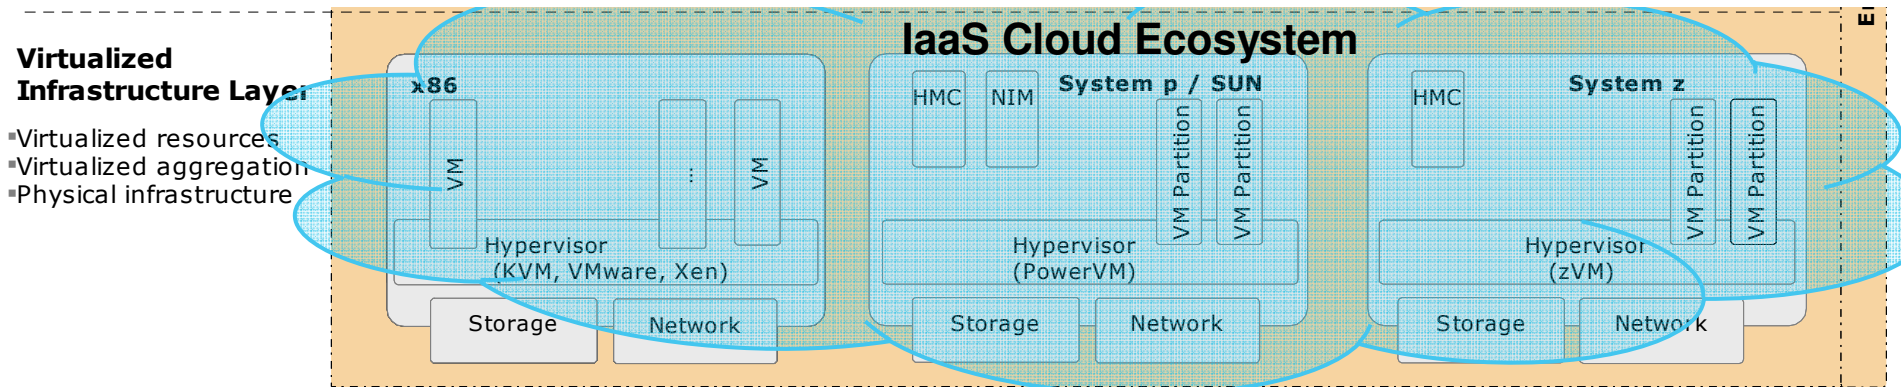 IaaS Cloud Ecosystem
Virtualized
Infrastructure Layer
▪Virtualized resources
▪Virtualized aggregation
▪Physical infrastructure
x86
VM
...
VM
Hypervisor
(KVM, VMware, Xen)
Storage
Network
HMC
NIM
System p / SUN
VM Partition
VM Partition
Hypervisor
(PowerVM)
Storage
Network
HMC
System z
VM Partition
VM Partition
Hypervisor
(zVM)
Storage
Network